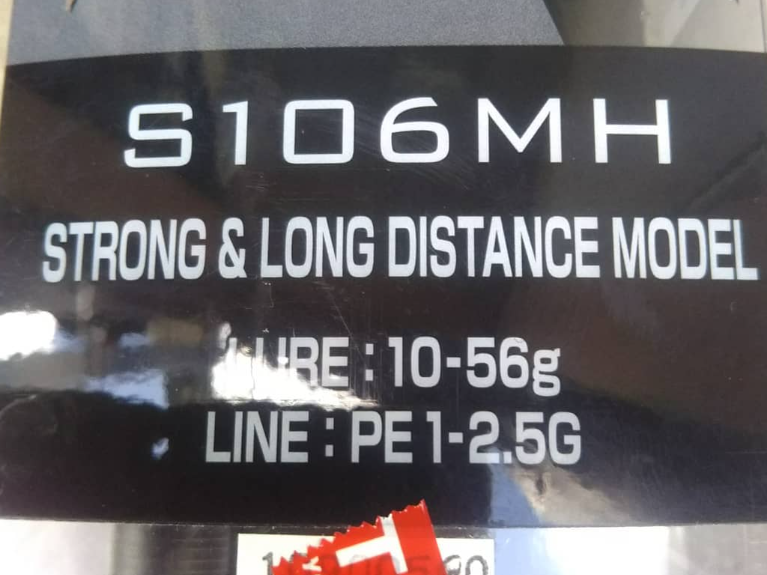 S106MH
STRONG & LONG DISTANCE MODEL
LURE : 10-56g
LINE : PE 1-2.5G